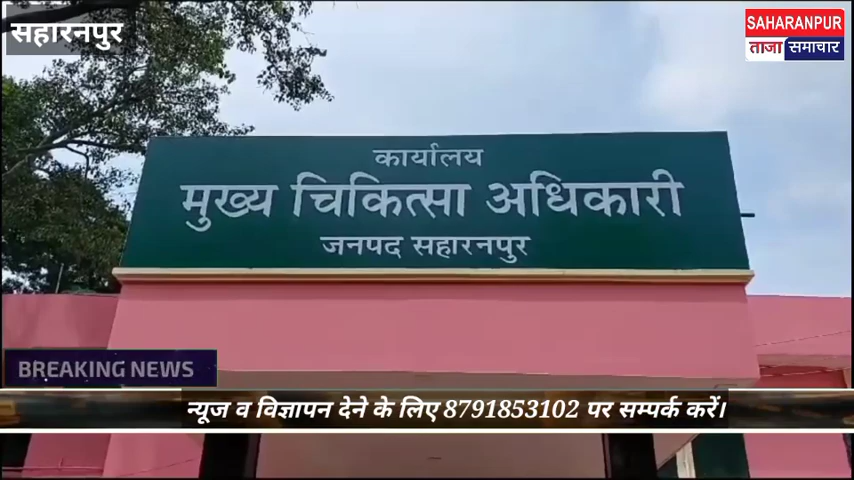 सहारनपुर
SAHARANPUR
ताजा समाचार
कार्यालय
मुख्य चिकित्सा अधिकारी
जनपद सहारनपुर
BREAKING NEWS
न्यूज व विज्ञापन देने के लिए 8791853102 पर सम्पर्क करें।